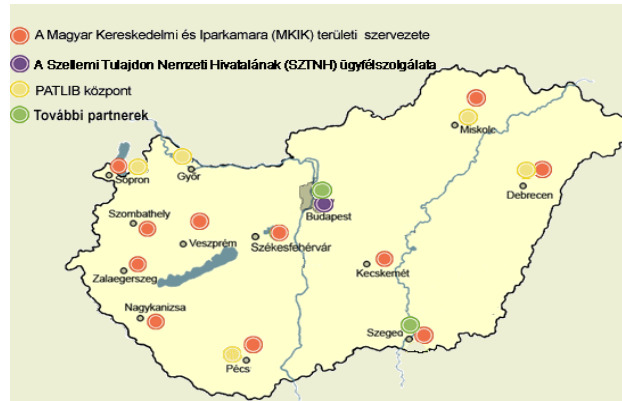 A Magyar Kereskedelmi és Iparkamara (MKIK) területi szervezete
A Szellemi Tulajdon Nemzeti Hivatalának (SZTNH) ügyfélszolgálata
PATLIB központ
További partnerek
Miskolc
Sopron
Győr
Debrecen
Szombathely
Budapest
Veszprém
Székesfehérvár
Zalaegerszeg
Kecskemét
Nagykanizsa
Szeged
Pécs